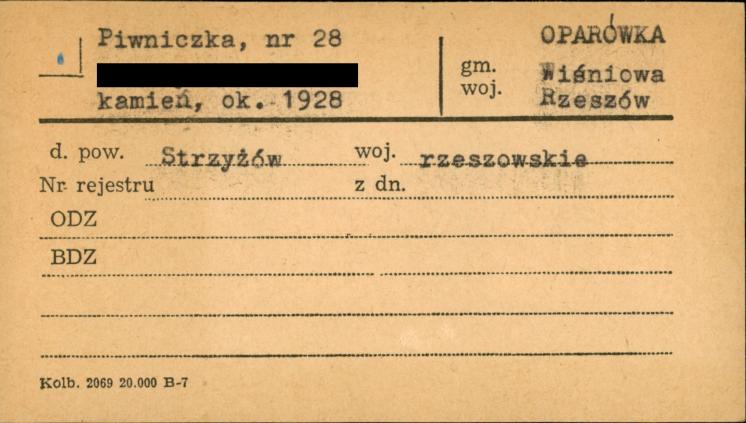 Piwniczka, nr 28
kamień, ok. 1928
OPARÓWKA
gm. Wiśniowa
woj. Rzeszów
d. pow. Strzyżów woj. rzeszowskie
Nr rejestru z dn.
ODZ
BDZ
Kolb. 2069 20.000 B-7